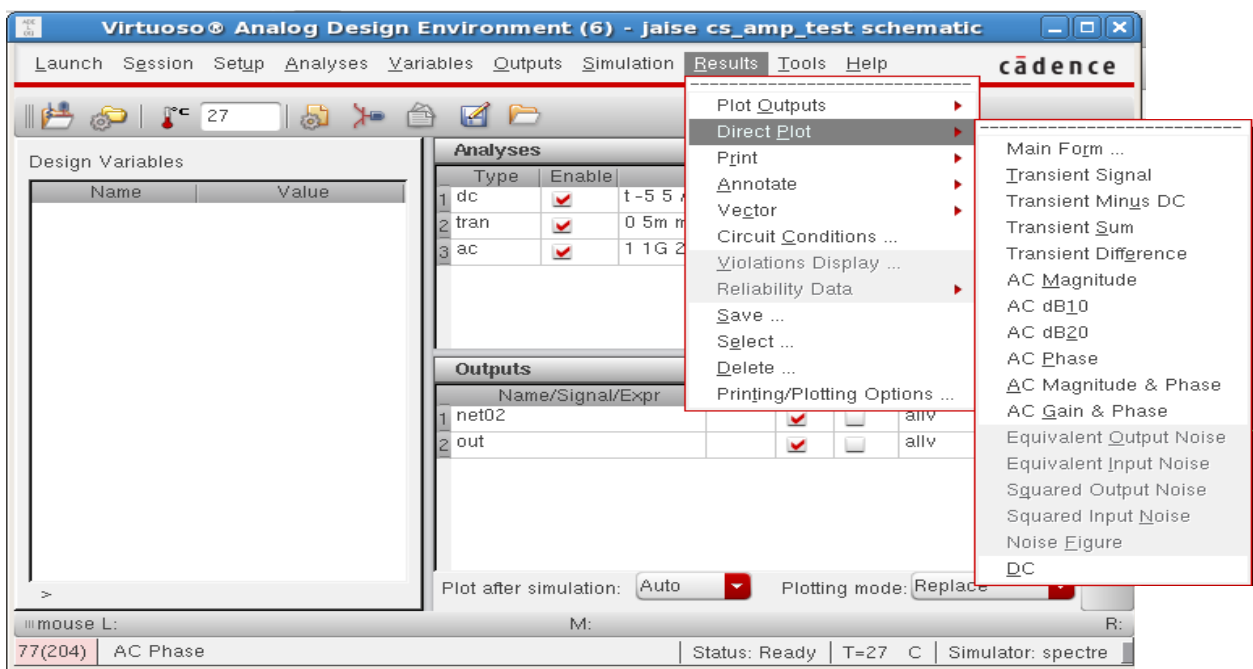 Virtuoso® Analog Design Environment (6) - jaise cs_amp_test schematic
Launch Session Setup Analyses Variables Outputs Simulation Results Tools Help
cādence
°C 27
Design Variables
Name Value
>
Analyses
Type Enable
1 dc t -5 5
2 tran 0 5m
3 ac 1 1G 2
Outputs
Name/Signal/Expr
1 net02 allv
2 out allv
Plot after simulation: Auto Plotting mode: Replace
Plot Outputs
Direct Plot
Print
Annotate
Vector
Circuit Conditions ...
Violations Display ...
Reliability Data
Save ...
Select ...
Delete ...
Printing/Plotting Options ...
Main Form ...
Transient Signal
Transient Minus DC
Transient Sum
Transient Difference
AC Magnitude
AC dB10
AC dB20
AC Phase
AC Magnitude & Phase
AC Gain & Phase
Equivalent Output Noise
Equivalent Input Noise
Squared Output Noise
Squared Input Noise
Noise Figure
DC
mouse L: M: R:
77(204) AC Phase Status: Ready T=27 C Simulator: spectre